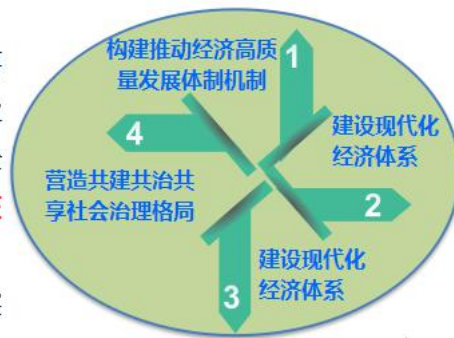 构建推动经济高质
量发展体制机制
1
建设现代化
经济体系
4
营造共建共治共
享社会治理格局
2
建设现代化
经济体系
3